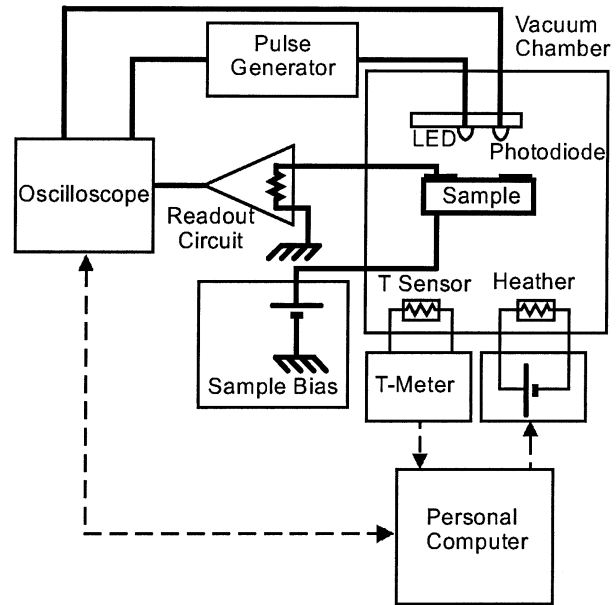 Vacuum
Chamber
Pulse
Generator
LED
Photodiode
Oscilloscope
Readout
Circuit
Sample
T Sensor
Heather
Sample Bias
T-Meter
Personal
Computer